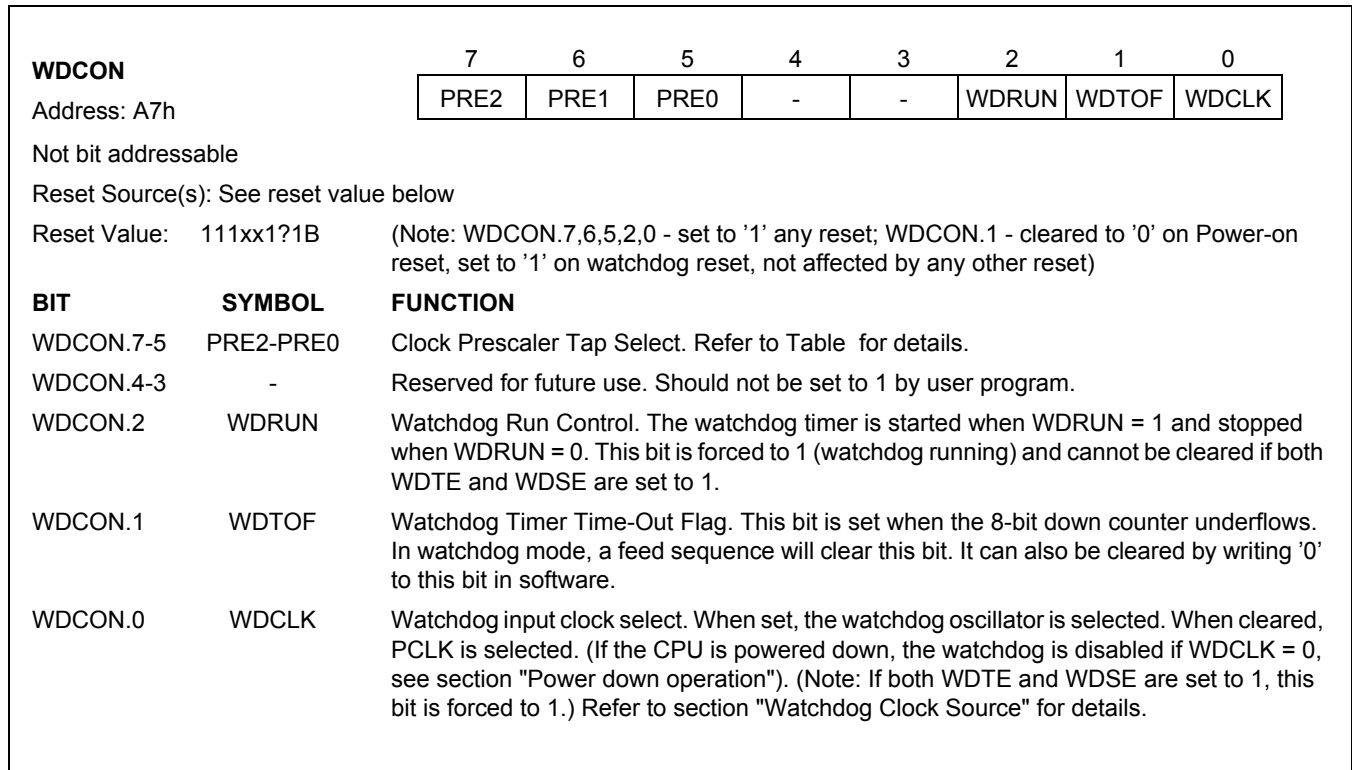 WDCON
7 6 5 4 3 2 1 0
Address: A7h
PRE2 PRE1 PRE0 - - WDRUN WDTOF WDCLK
Not bit addressable
Reset Source(s): See reset value below
Reset Value: 111xx1?1B (Note: WDCON.7,6,5,2,0 - set to ’1’ any reset; WDCON.1 - cleared to ’0’ on Power-on
reset, set to ’1’ on watchdog reset, not affected by any other reset)
BIT SYMBOL FUNCTION
WDCON.7-5 PRE2-PRE0 Clock Prescaler Tap Select. Refer to Table for details.
WDCON.4-3 - Reserved for future use. Should not be set to 1 by user program.
WDCON.2 WDRUN Watchdog Run Control. The watchdog timer is started when WDRUN = 1 and stopped
when WDRUN = 0. This bit is forced to 1 (watchdog running) and cannot be cleared if both
WDTE and WDSE are set to 1.
WDCON.1 WDTOF Watchdog Timer Time-Out Flag. This bit is set when the 8-bit down counter underflows.
In watchdog mode, a feed sequence will clear this bit. It can also be cleared by writing ’0’
to this bit in software.
WDCON.0 WDCLK Watchdog input clock select. When set, the watchdog oscillator is selected. When cleared,
PCLK is selected. (If the CPU is powered down, the watchdog is disabled if WDCLK = 0,
see section "Power down operation"). (Note: If both WDTE and WDSE are set to 1, this
bit is forced to 1.) Refer to section "Watchdog Clock Source" for details.